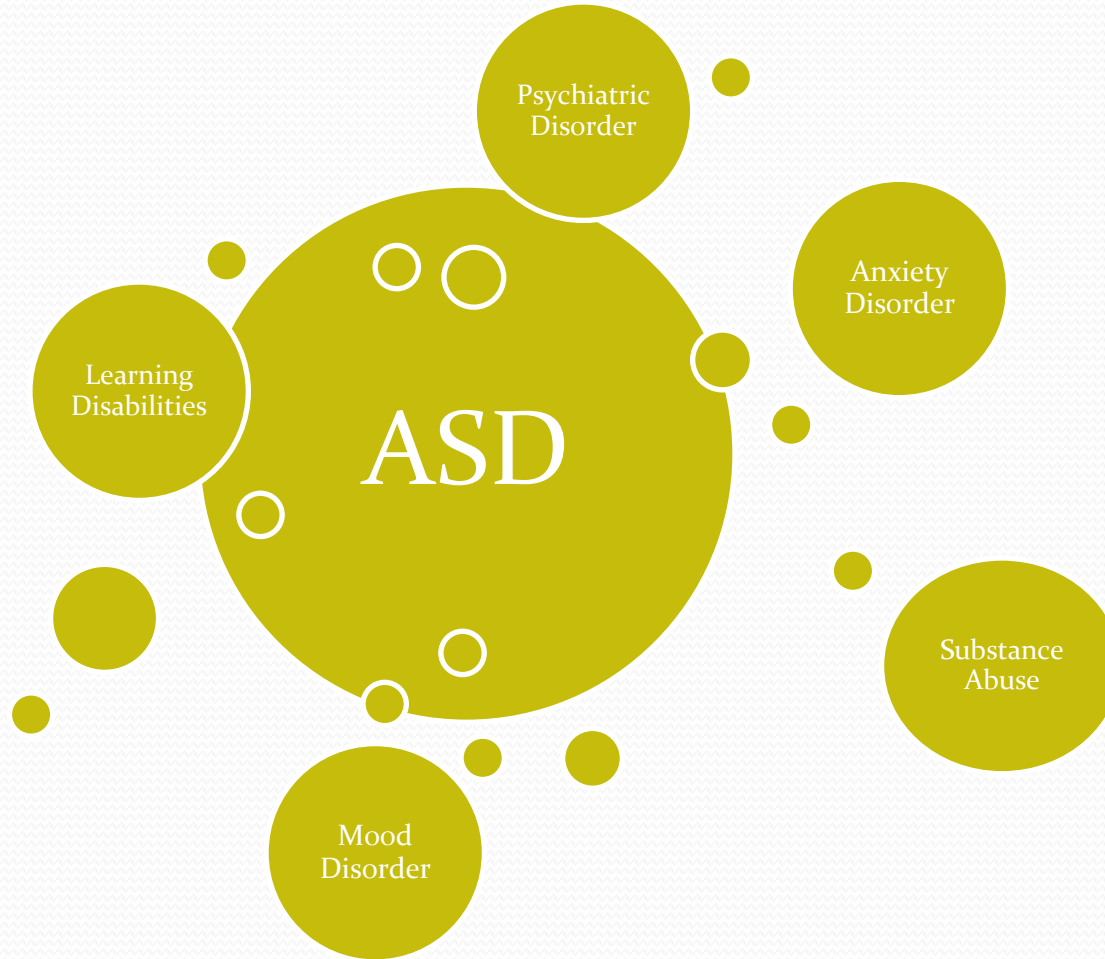 Psychiatric
Disorder
Anxiety
Disorder
Learning
Disabilities
ASD
Substance
Abuse
Mood
Disorder